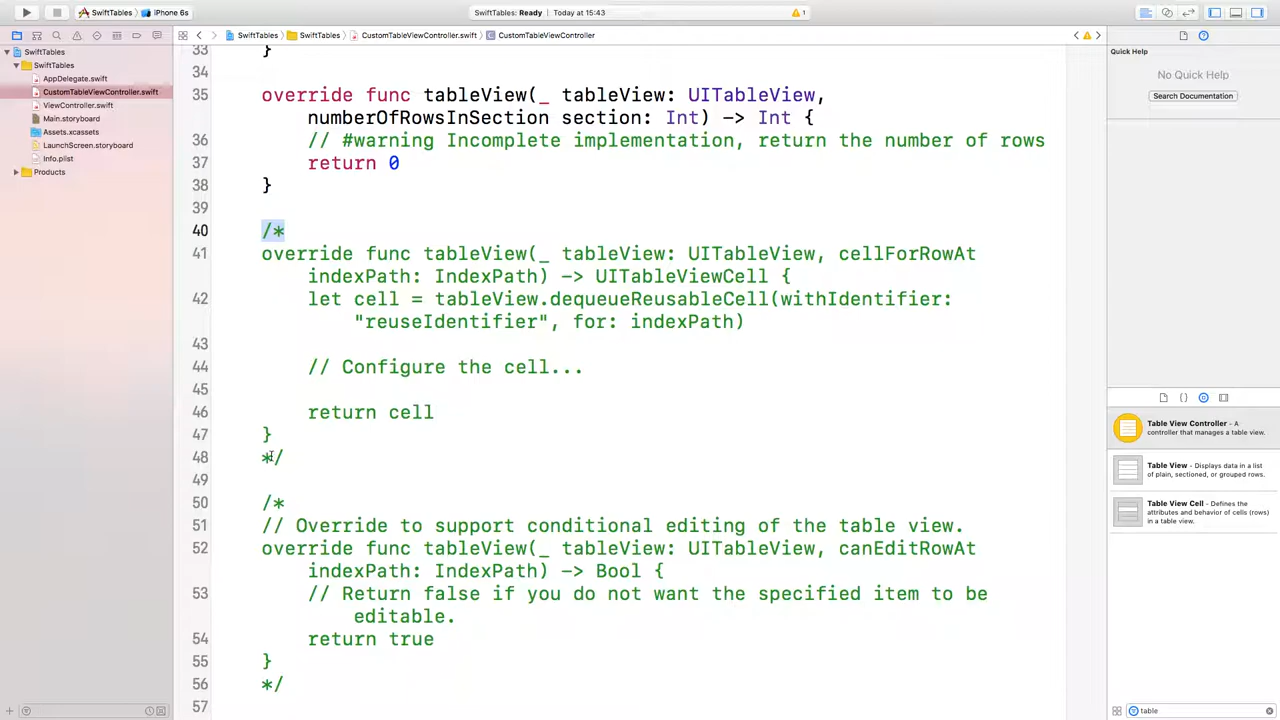 iPhone 6s
SwiftTables: Ready
Today at 15:43
1
SwiftTables
SwiftTables
CustomTableViewController.swift
CustomTableViewController
SwiftTables
SwiftTables
AppDelegate.swift
CustomTableViewController.swift
ViewController.swift
Main.storyboard
Assets.xcassets
LaunchScreen.storyboard
Info.plist
Products
33 }
34
35 override func tableView(_ tableView: UITableView,
numberOfRowsInSection section: Int) -> Int {
36 // #warning Incomplete implementation, return the number of rows
37 return 0
38 }
39
40 /*
41 override func tableView(_ tableView: UITableView, cellForRowAt
indexPath: IndexPath) -> UITableViewCell {
42 let cell = tableView.dequeueReusableCell(withIdentifier:
"reuseIdentifier", for: indexPath)
43
44 // Configure the cell...
45
46 return cell
47 }
48 */
49
50 /*
51 // Override to support conditional editing of the table view.
52 override func tableView(_ tableView: UITableView, canEditRowAt
indexPath: IndexPath) -> Bool {
53 // Return false if you do not want the specified item to be
editable.
54 return true
55 }
56 */
57
Quick Help
No Quick Help
Search Documentation
Table View Controller - A
controller that manages a table view.
Table View - Displays data in a list
of plain, sectioned, or grouped rows.
Table View Cell - Defines the
attributes and behavior of cells (rows)
in a table view.
table